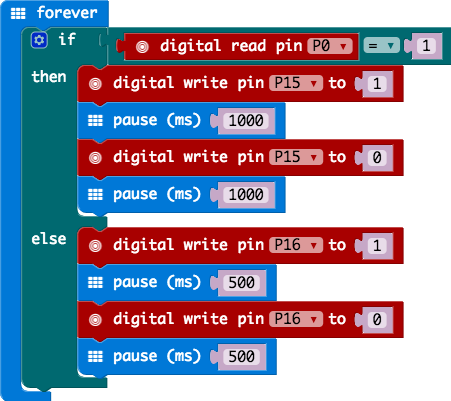 forever
if digital read pin P0 = 1
then digital write pin P15 to 1
pause (ms) 1000
digital write pin P15 to 0
pause (ms) 1000
else digital write pin P16 to 1
pause (ms) 500
digital write pin P16 to 0
pause (ms) 500